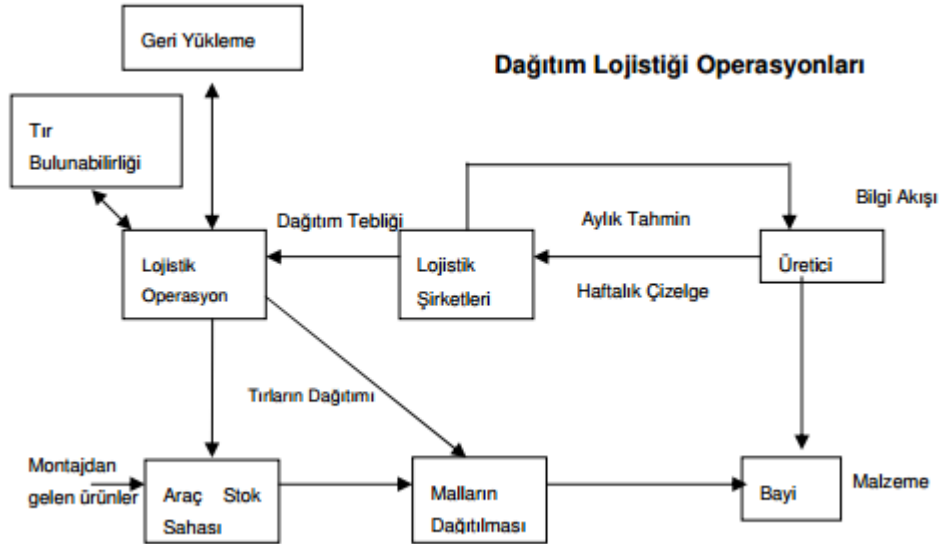 Geri Yükleme
Dağıtım Lojistiği Operasyonları
Tır
Bulunabilirliği
Bilgi Akışı
Dağıtım Tebliği
Aylık Tahmin
Lojistik
Operasyon
Lojistik
Şirketleri
Üretici
Haftalık Çizelge
Tırların Dağıtımı
Montajdan
gelen ürünler
Araç Stok
Sahası
Malların
Dağıtılması
Bayi
Malzeme